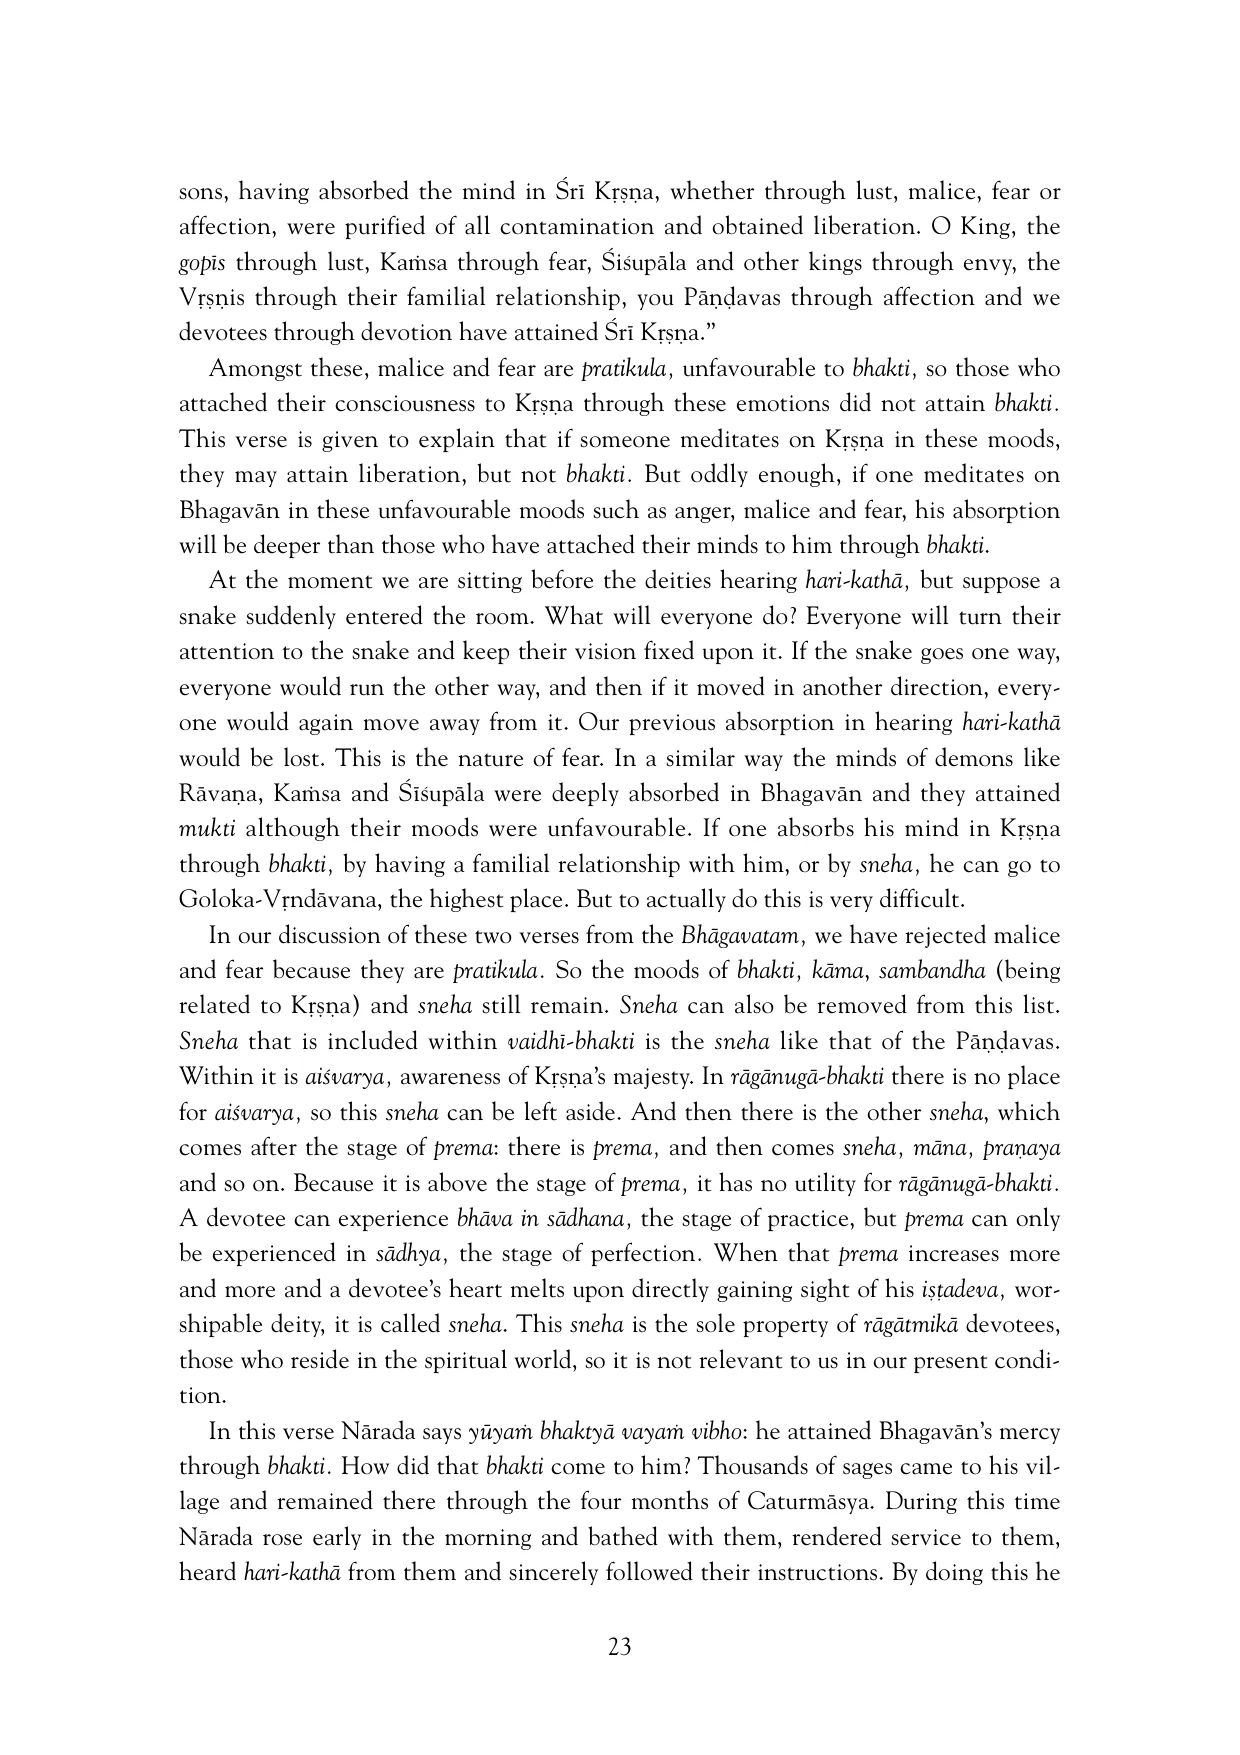 sons, having absorbed the mind in Śrī Kṛṣṇa, whether through lust, malice, fear or
affection, were purified of all contamination and obtained liberation. O King, the
gopīs through lust, Kaṁsa through fear, Śiśupāla and other kings through envy, the
Vṛṣṇis through their familial relationship, you Pāṇḍavas through affection and we
devotees through devotion have attained Śrī Kṛṣṇa.”
Amongst these, malice and fear are pratikula, unfavourable to bhakti, so those who
attached their consciousness to Kṛṣṇa through these emotions did not attain bhakti.
This verse is given to explain that if someone meditates on Kṛṣṇa in these moods,
they may attain liberation, but not bhakti. But oddly enough, if one meditates on
Bhagavān in these unfavourable moods such as anger, malice and fear, his absorption
will be deeper than those who have attached their minds to him through bhakti.
At the moment we are sitting before the deities hearing hari-kathā, but suppose a
snake suddenly entered the room. What will everyone do? Everyone will turn their
attention to the snake and keep their vision fixed upon it. If the snake goes one way,
everyone would run the other way, and then if it moved in another direction, every-
one would again move away from it. Our previous absorption in hearing hari-kathā
would be lost. This is the nature of fear. In a similar way the minds of demons like
Rāvaṇa, Kaṁsa and Śīśupāla were deeply absorbed in Bhagavān and they attained
mukti although their moods were unfavourable. If one absorbs his mind in Kṛṣṇa
through bhakti, by having a familial relationship with him, or by sneha, he can go to
Goloka-Vṛndāvana, the highest place. But to actually do this is very difficult.
In our discussion of these two verses from the Bhāgavatam, we have rejected malice
and fear because they are pratikula. So the moods of bhakti, kāma, sambandha (being
related to Kṛṣṇa) and sneha still remain. Sneha can also be removed from this list.
Sneha that is included within vaidhī-bhakti is the sneha like that of the Pāṇḍavas.
Within it is aiśvarya, awareness of Kṛṣṇa’s majesty. In rāgānugā-bhakti there is no place
for aiśvarya, so this sneha can be left aside. And then there is the other sneha, which
comes after the stage of prema: there is prema, and then comes sneha, māna, praṇaya
and so on. Because it is above the stage of prema, it has no utility for rāgānugā-bhakti.
A devotee can experience bhāva in sādhana, the stage of practice, but prema can only
be experienced in sādhya, the stage of perfection. When that prema increases more
and more and a devotee’s heart melts upon directly gaining sight of his iṣṭadeva, wor-
shipable deity, it is called sneha. This sneha is the sole property of rāgātmikā devotees,
those who reside in the spiritual world, so it is not relevant to us in our present condi-
tion.
In this verse Nārada says yūyaṁ bhaktyā vayaṁ vibho: he attained Bhagavān’s mercy
through bhakti. How did that bhakti come to him? Thousands of sages came to his vil-
lage and remained there through the four months of Caturmāsya. During this time
Nārada rose early in the morning and bathed with them, rendered service to them,
heard hari-kathā from them and sincerely followed their instructions. By doing this he
23